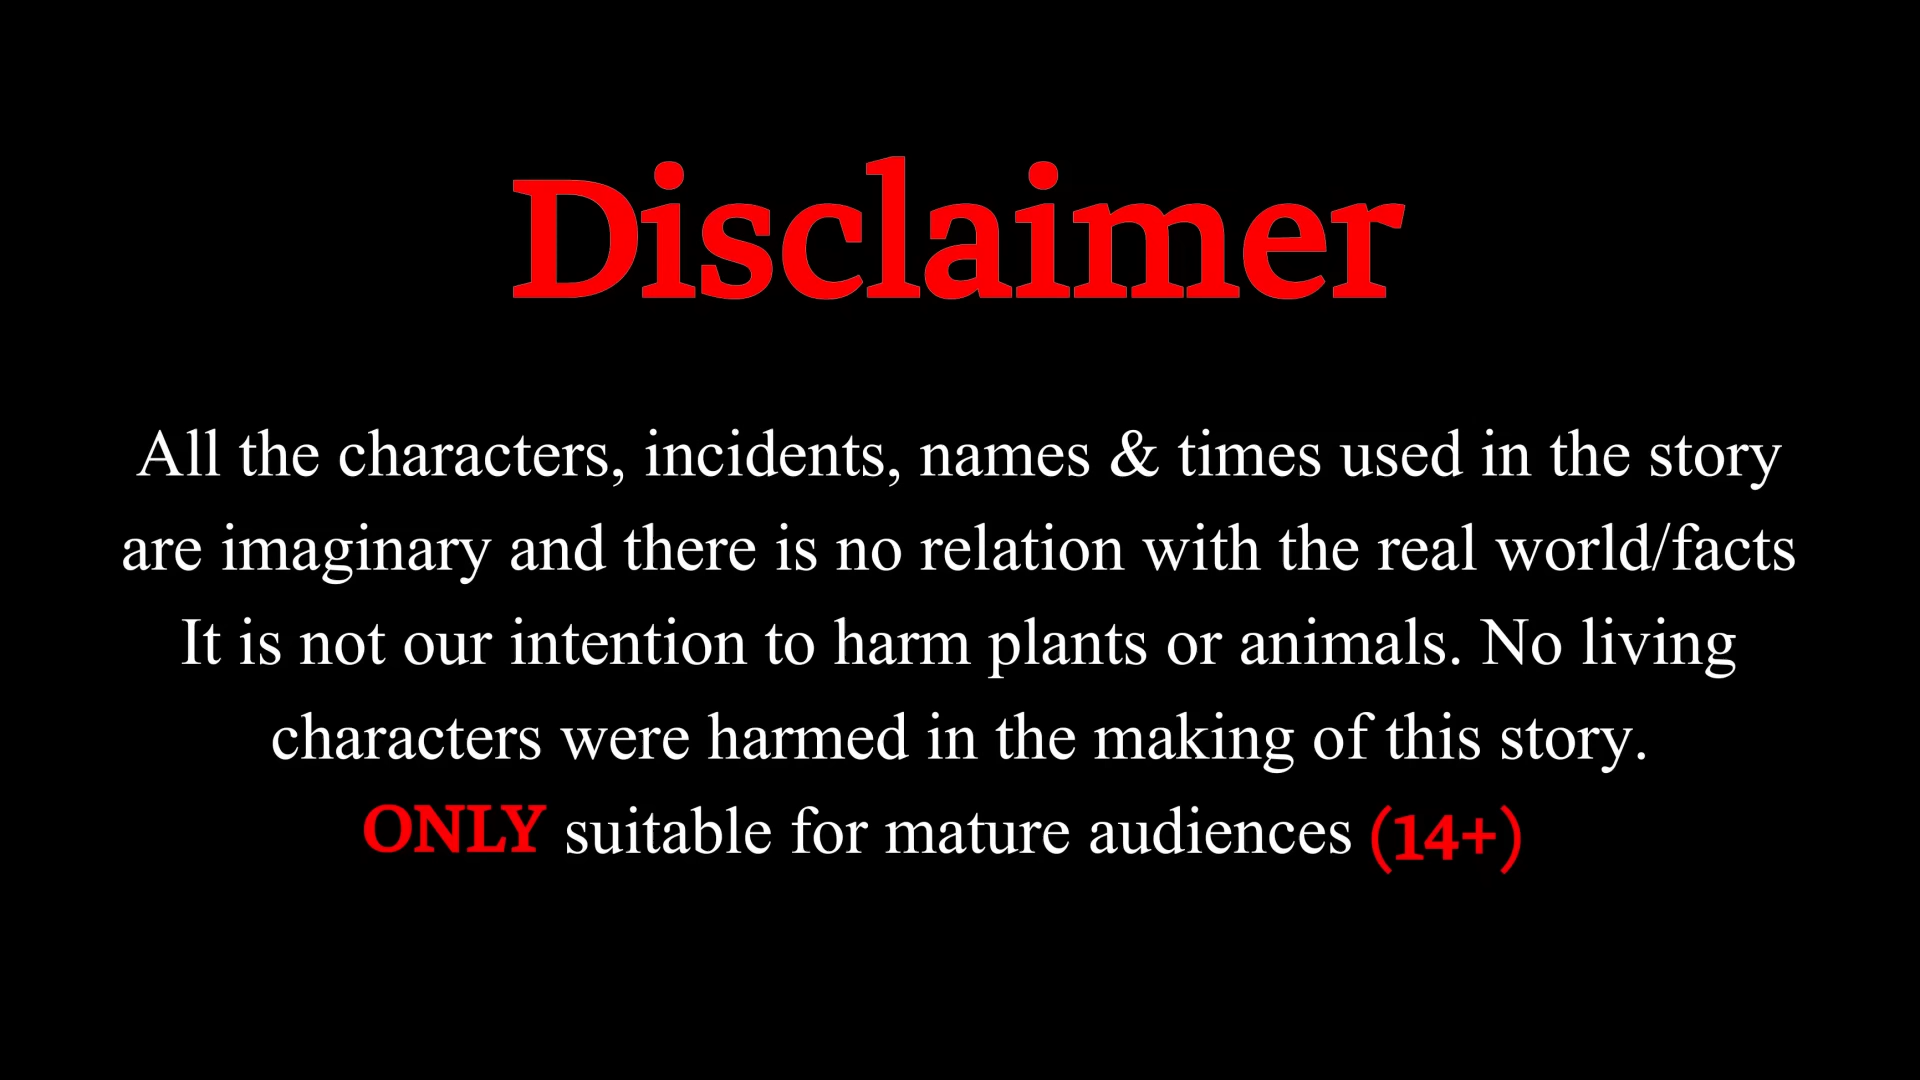 Disclaimer
All the characters, incidents, names & times used in the story
are imaginary and there is no relation with the real world/facts
It is not our intention to harm plants or animals. No living
characters were harmed in the making of this story.
ONLY suitable for mature audiences (14+)